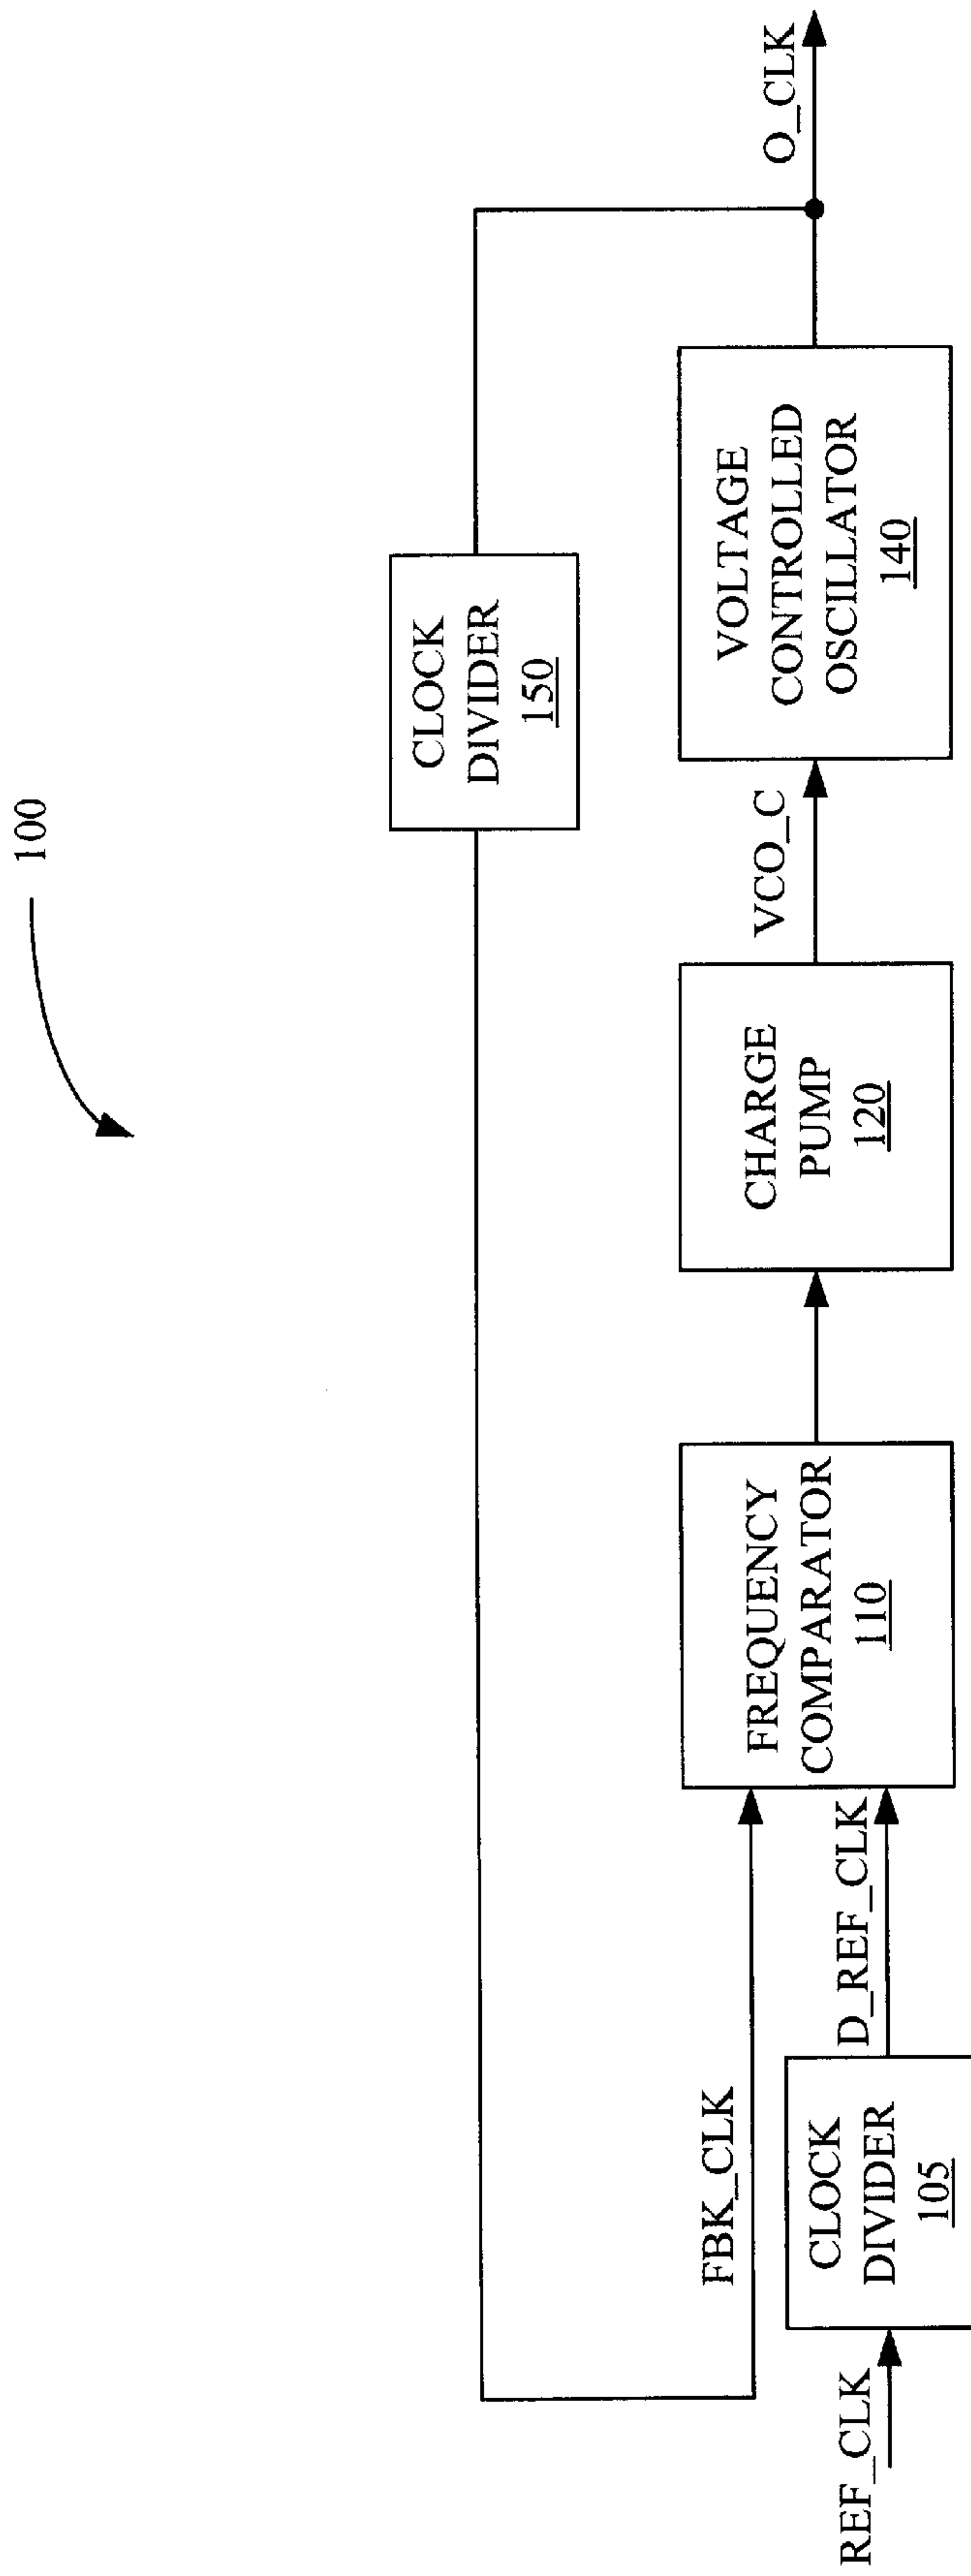 100
CLOCK
DIVIDER
150
O_CLK
REF_CLK
CLOCK
DIVIDER
105
FBK_CLK
D_REF_CLK
FREQUENCY
COMPARATOR
110
CHARGE
PUMP
120
VCO_C
VOLTAGE
CONTROLLED
OSCILLATOR
140